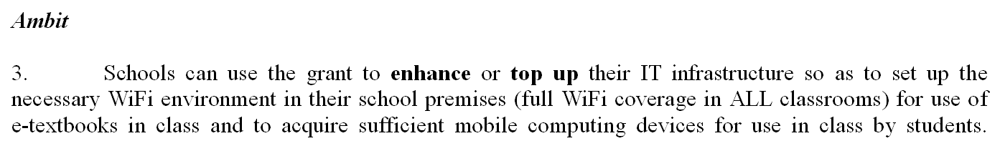 Ambit
3. Schools can use the grant to enhance or top up their IT infrastructure so as to set up the
necessary WiFi environment in their school premises (full WiFi coverage in ALL classrooms) for use of
e-textbooks in class and to acquire sufficient mobile computing devices for use in class by students.